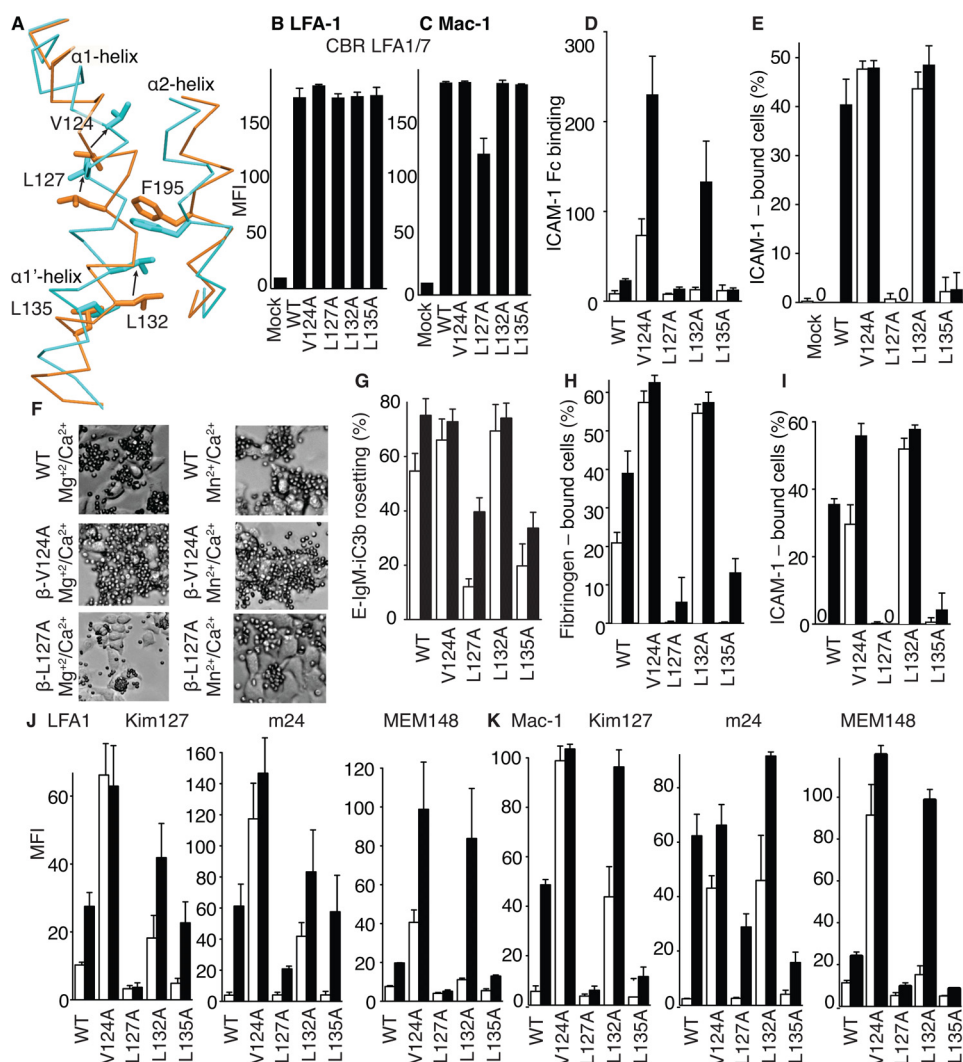 A
α1-helix
α2-helix
V124
L127
F195
α1'-helix
L135
L132
B LFA-1
C Mac-1
CBR LFA1/7
MFI
150
100
50
0
Mock
WT
V124A
L127A
L132A
L135A
150
100
50
0
Mock
WT
V124A
L127A
L132A
L135A
D
ICAM-1 Fc binding
300
200
100
0
WT
V124A
L127A
L132A
L135A
E
ICAM-1 – bound cells (%)
50
40
30
20
10
0
0
0
Mock
WT
V124A
L127A
L132A
L135A
F
WT
Mg+2/Ca2+
WT
Mn2+/Ca2+
β-V124A
Mg+2/Ca2+
β-V124A
Mn2+/Ca2+
β-L127A
Mg+2/Ca2+
β-L127A
Mn2+/Ca2+
G
E-IgM-iC3b rosetting (%)
80
60
40
20
0
WT
V124A
L127A
L132A
L135A
H
Fibrinogen – bound cells (%)
60
50
40
30
20
10
0
WT
V124A
L127A
L132A
L135A
I
ICAM-1 – bound cells (%)
60
40
20
0
0
0
WT
V124A
L127A
L132A
L135A
J LFA1
Kim127
m24
MEM148
MFI
60
40
20
0
WT
V124A
L127A
L132A
L135A
160
140
120
100
80
60
40
20
0
WT
V124A
L127A
L132A
L135A
120
100
80
60
40
20
0
WT
V124A
L127A
L132A
L135A
K Mac-1
Kim127
m24
MEM148
100
80
60
40
20
0
WT
V124A
L127A
L132A
L135A
80
60
40
20
0
WT
V124A
L127A
L132A
L135A
100
80
60
40
20
0
WT
V124A
L127A
L132A
L135A